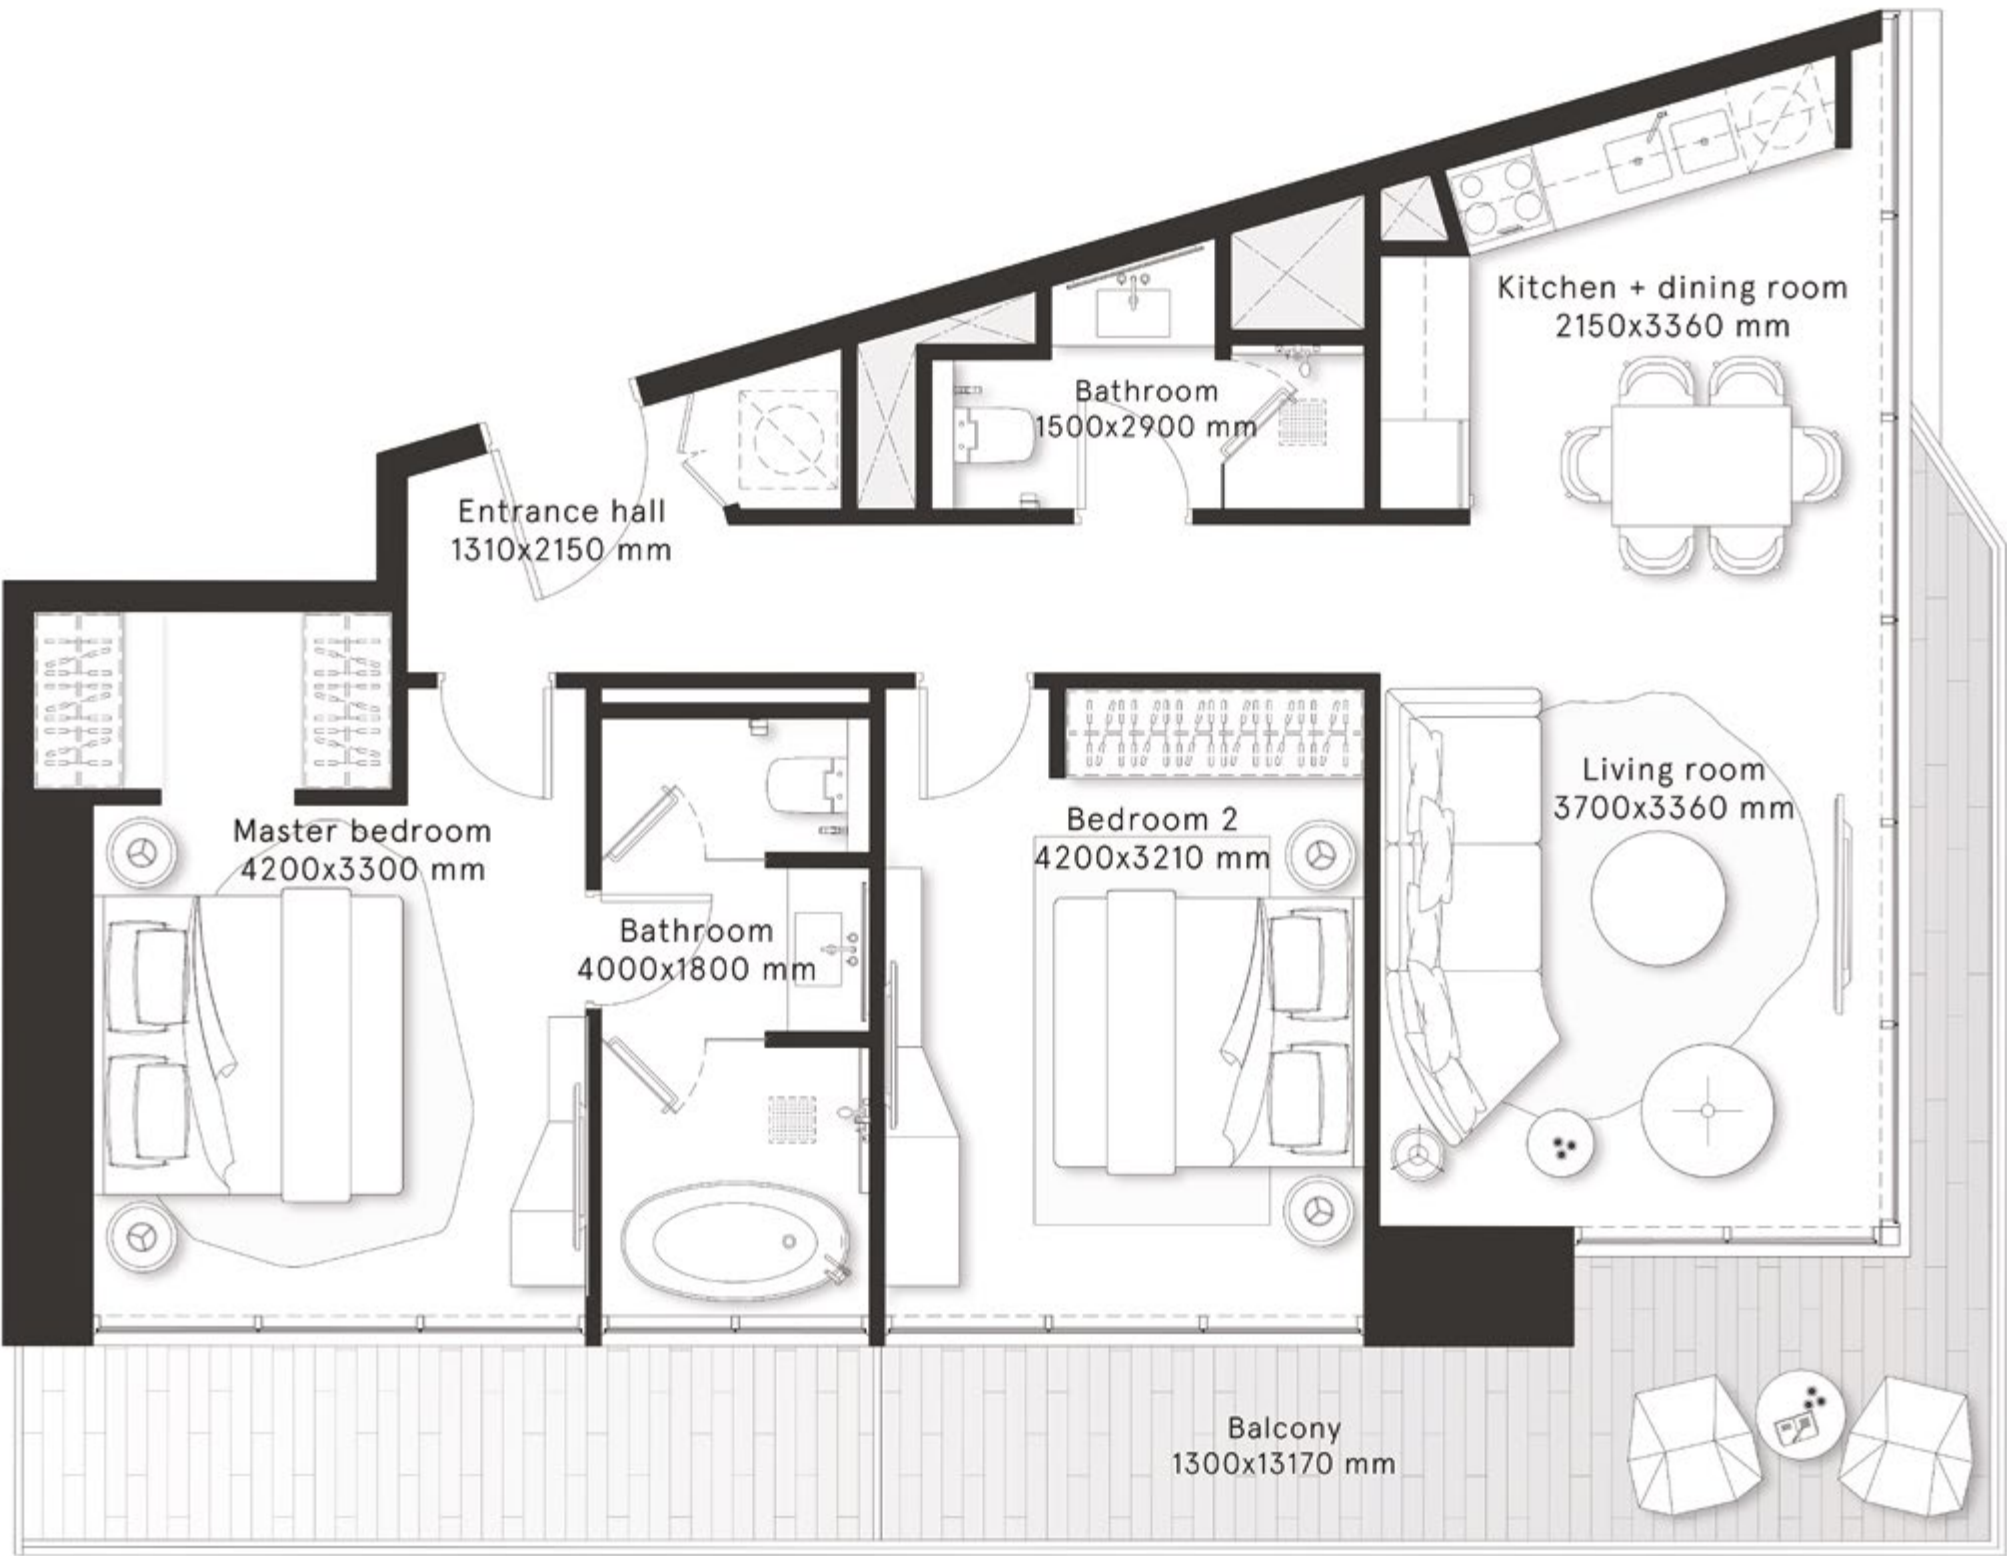 Kitchen + dining room
2150x3360 mm
Bathroom
1500x2900 mm
Entrance hall
1310x2150 mm
Living room
3700x3360 mm
Master bedroom
4200x3300 mm
Bedroom 2
4200x3210 mm
Bathroom
4000x1800 mm
Balcony
1300x13170 mm